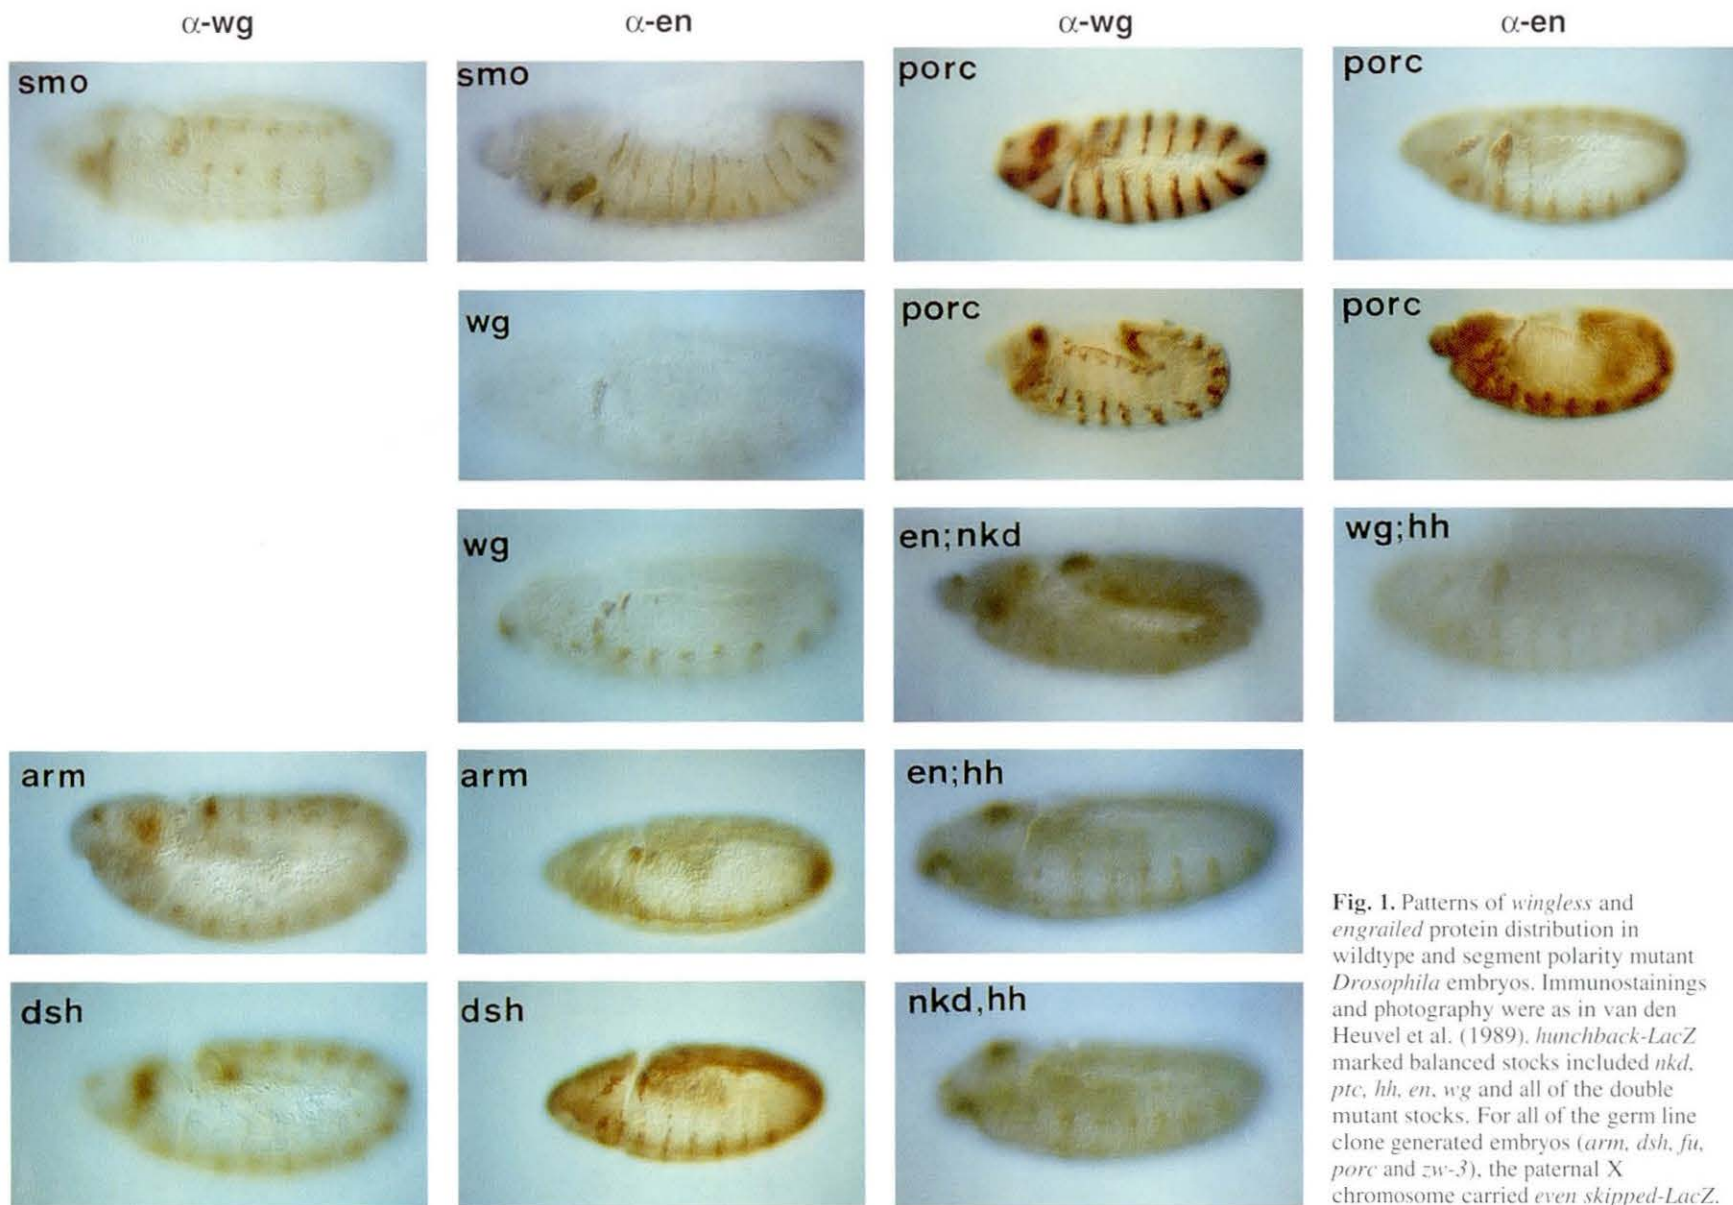 α-wg α-en α-wg α-en
smo smo porc porc
wg porc porc
wg en;nkd wg;hh
arm arm en;hh
dsh dsh nkd,hh
Fig. 1. Patterns of wingless and
engrailed protein distribution in
wildtype and segment polarity mutant
Drosophila embryos. Immunostainings
and photography were as in van den
Heuvel et al. (1989). hunchback-LacZ
marked balanced stocks included nkd,
ptc, hh, en, wg and all of the double
mutant stocks. For all of the germ line
clone generated embryos (arm, dsh, fu,
porc and zw-3), the paternal X
chromosome carried even skipped-LacZ.